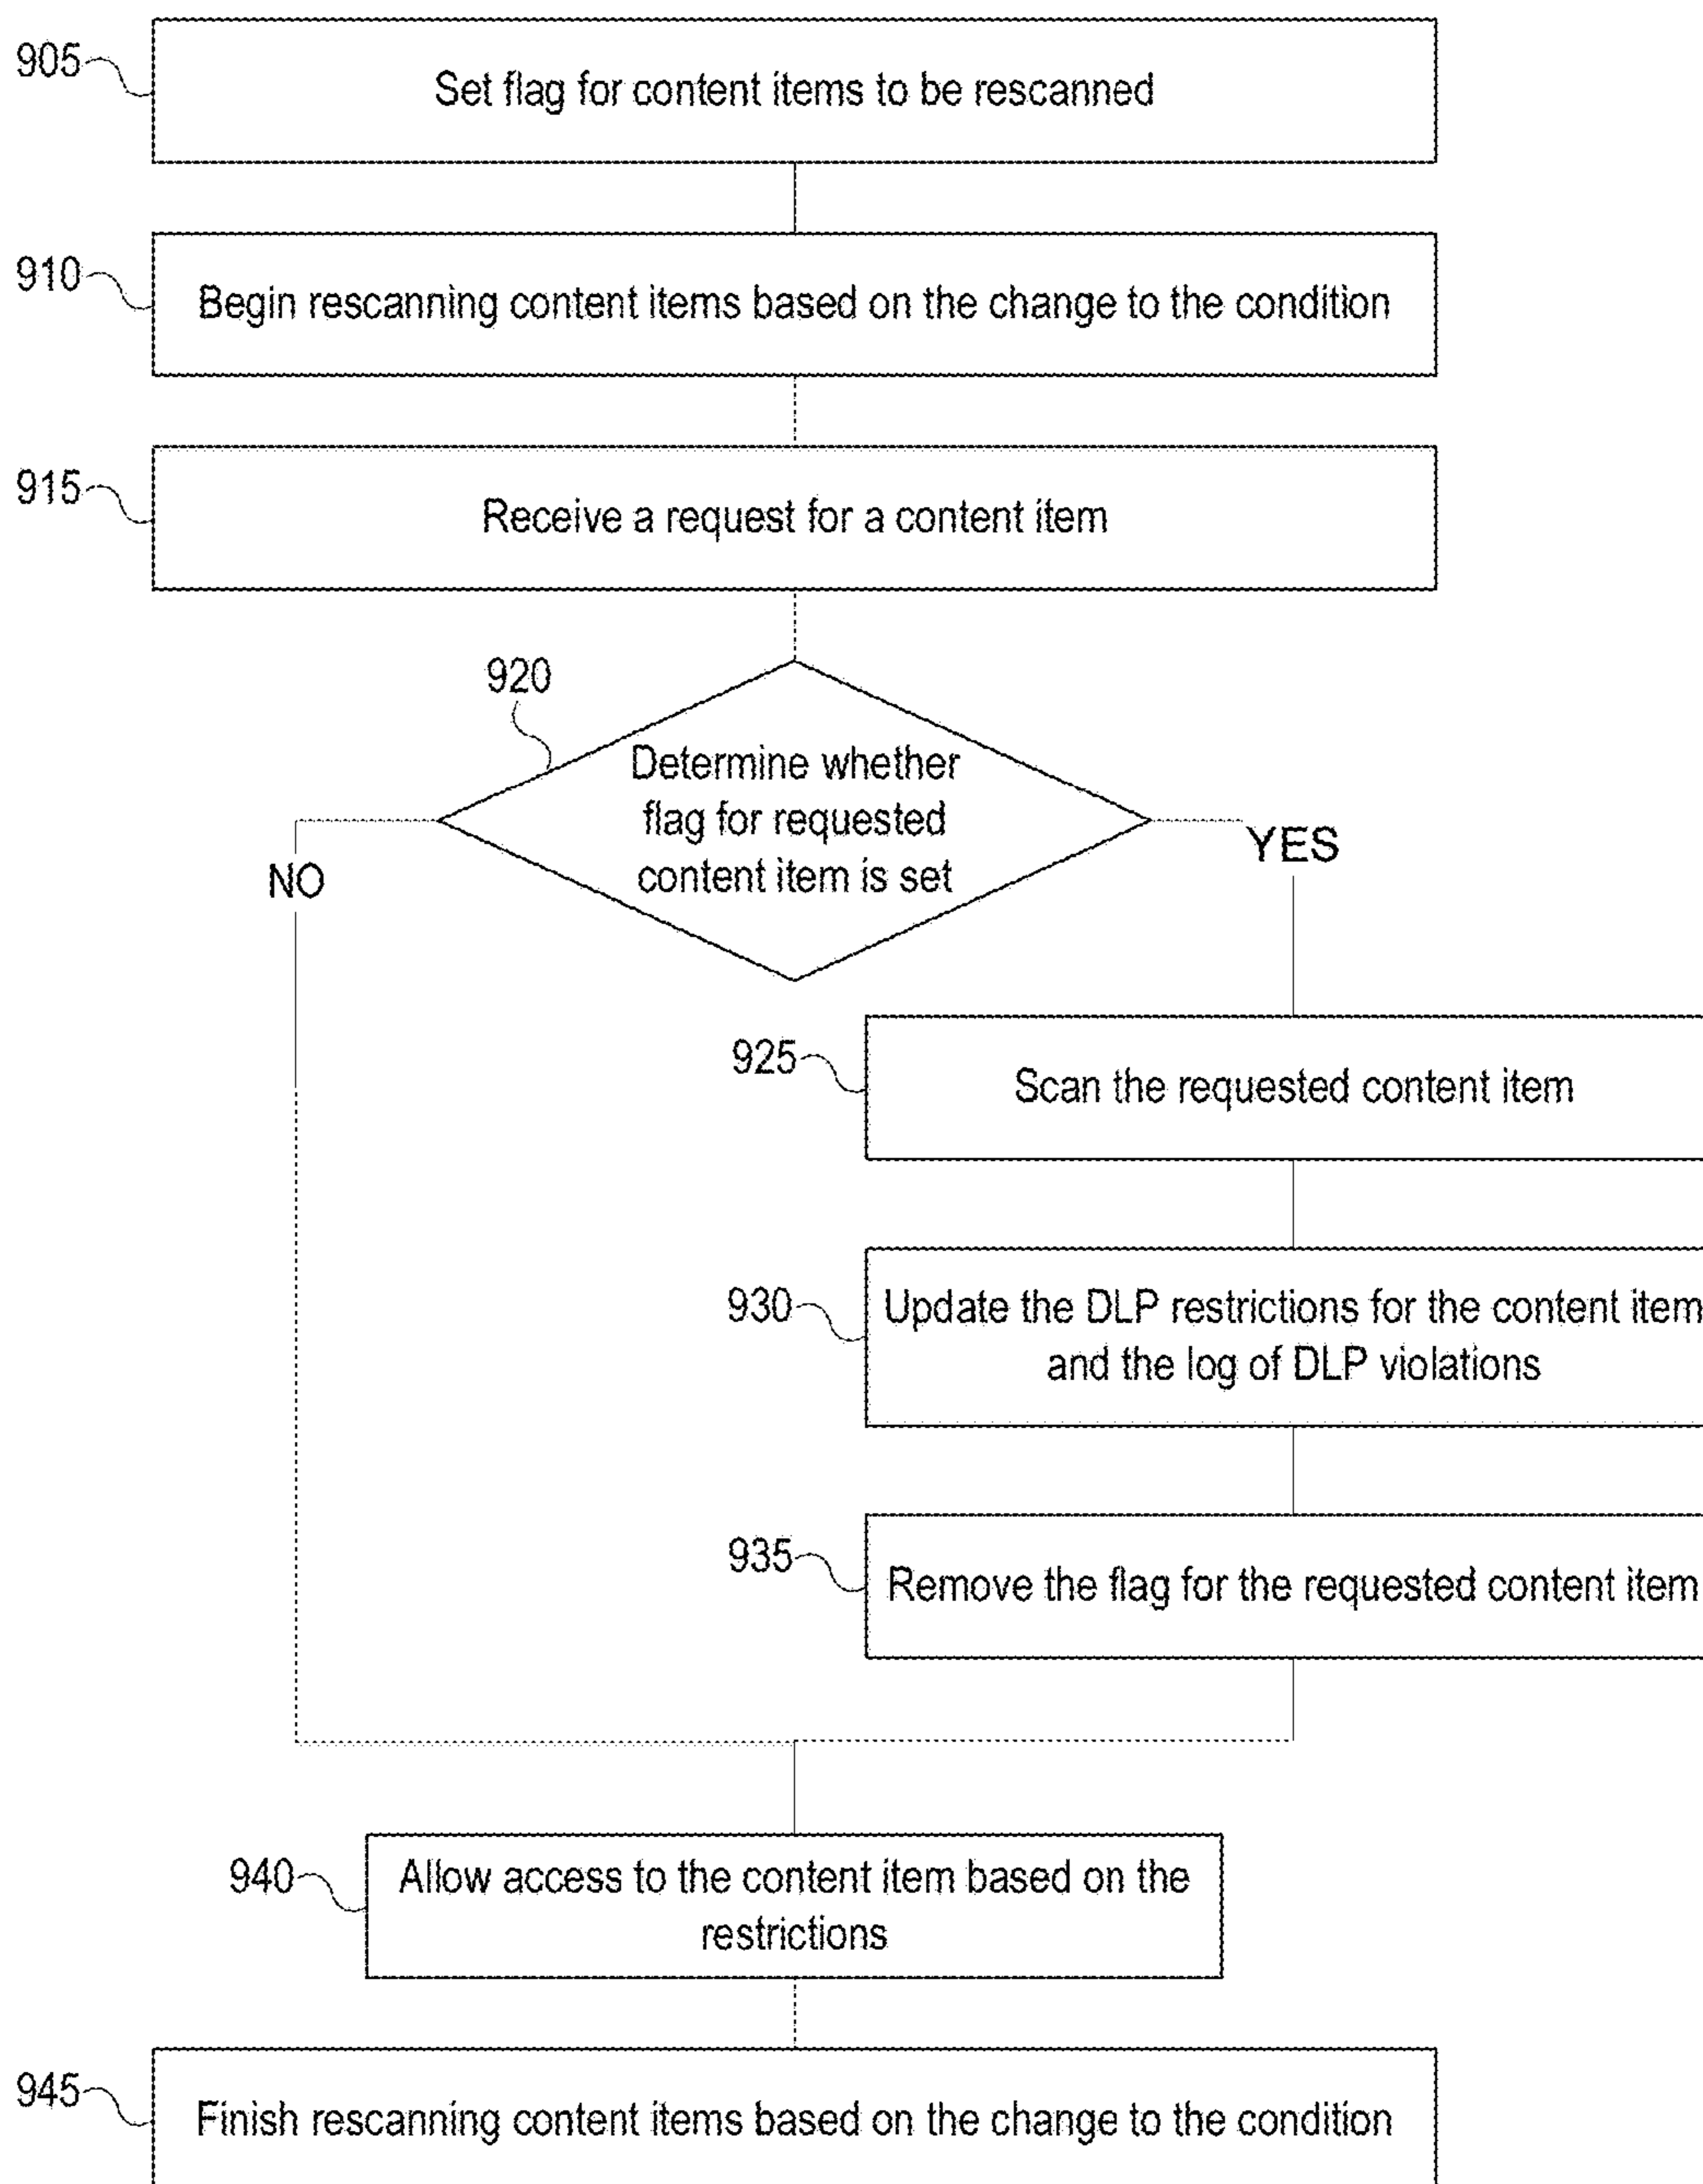 905
Set flag for content items to be rescanned
910
Begin rescanning content items based on the change to the condition
915
Receive a request for a content item
920
Determine whether
flag for requested
content item is set
NO
YES
925
Scan the requested content item
930
Update the DLP restrictions for the content item
and the log of DLP violations
935
Remove the flag for the requested content item
940
Allow access to the content item based on the
restrictions
945
Finish rescanning content items based on the change to the condition